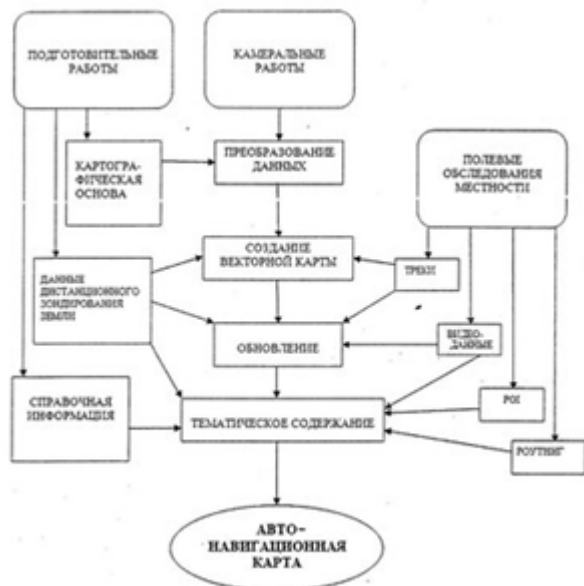 ПОДГОТОВИТЕЛЬНЫЕ
РАБОТЫ
КАМЕРАЛЬНЫЕ
РАБОТЫ
КАРТОГРА-
ФИЧЕСКАЯ
ОСНОВА
ПРЕОБРАЗОВАНИЕ
ДАННЫХ
ПОЛЕВЫЕ
ОБСЛЕДОВАНИЯ
МЕСТНОСТИ
СОЗДАНИЕ
ВЕКТОРНОЙ КАРТЫ
ТРЕКИ
ДАННЫЕ
ДИСТАНЦИОННОГО
ЗОНДИРОВАНИЯ
ЗЕМЛИ
ОБНОВЛЕНИЕ
ВИДЕО-
ДАННЫЕ
СПРАВОЧНАЯ
ИНФОРМАЦИЯ
ТЕМАТИЧЕСКОЕ СОДЕРЖАНИЕ
POI
РОУТНИГ
АВТО-
НАВИГАЦИОННАЯ
КАРТА